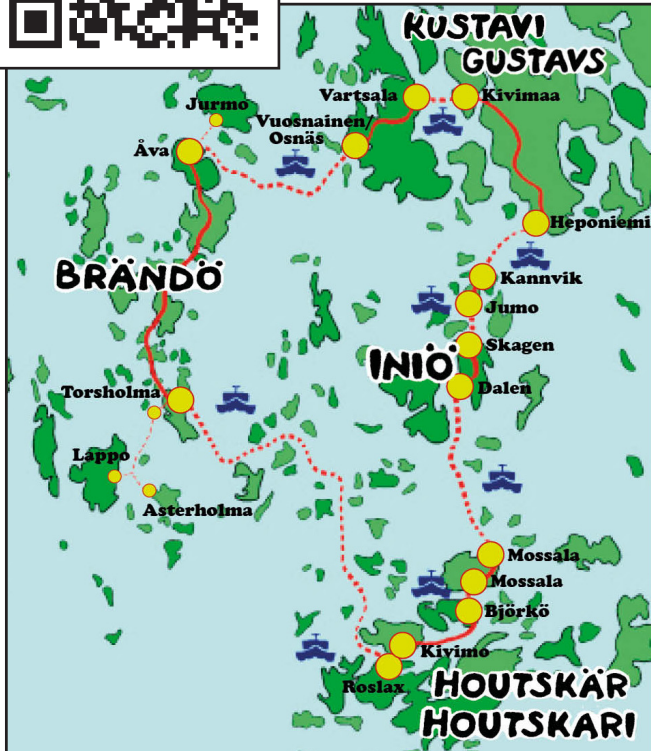 KUSTAVI
GUSTAVS
Vartsala
Kivimaa
Jurmo
Vuosnainen/
Osnäs
Åva
Heponiemi
BRÄNDÖ
Kannvik
Jumo
Skagen
INIÖ
Dalen
Torsholma
Lappo
Asterholma
Mossala
Mossala
Björkö
Kivimo
Roslax
HOUTSKÄR
HOUTSKARI